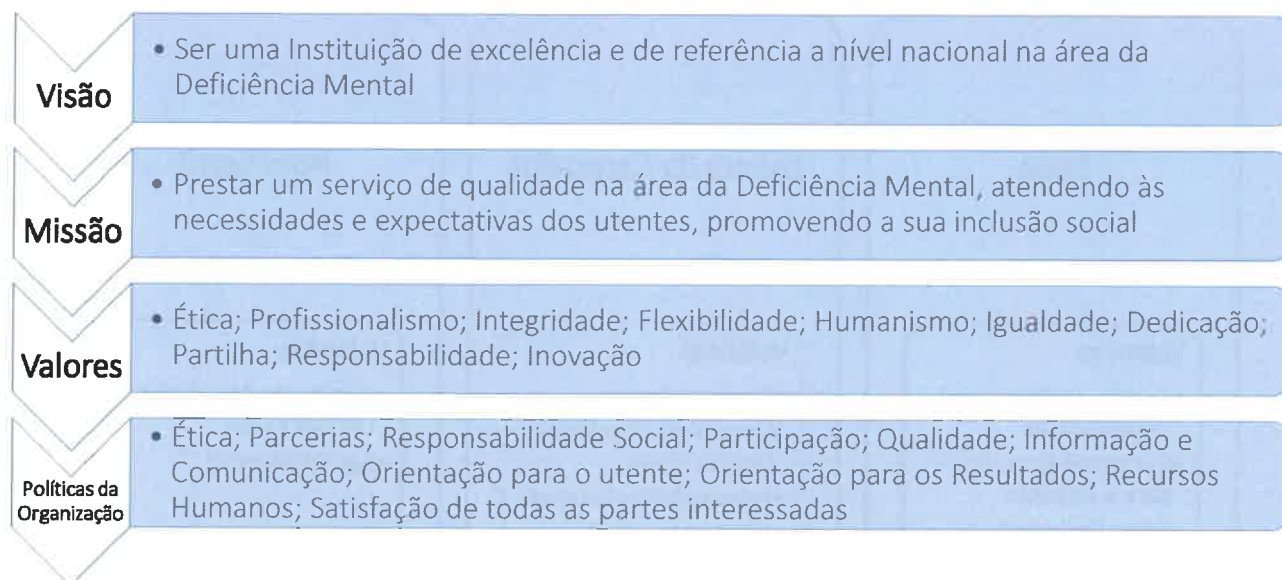 Visão
• Ser uma Instituição de excelência e de referência a nível nacional na área da
Deficiência Mental
Missão
• Prestar um serviço de qualidade na área da Deficiência Mental, atendendo às
necessidades e expectativas dos utentes, promovendo a sua inclusão social
Valores
• Ética; Profissionalismo; Integridade; Flexibilidade; Humanismo; Igualdade; Dedicação;
Partilha; Responsabilidade; Inovação
Políticas da
Organização
• Ética; Parcerias; Responsabilidade Social; Participação; Qualidade; Informação e
Comunicação; Orientação para o utente; Orientação para os Resultados; Recursos
Humanos; Satisfação de todas as partes interessadas